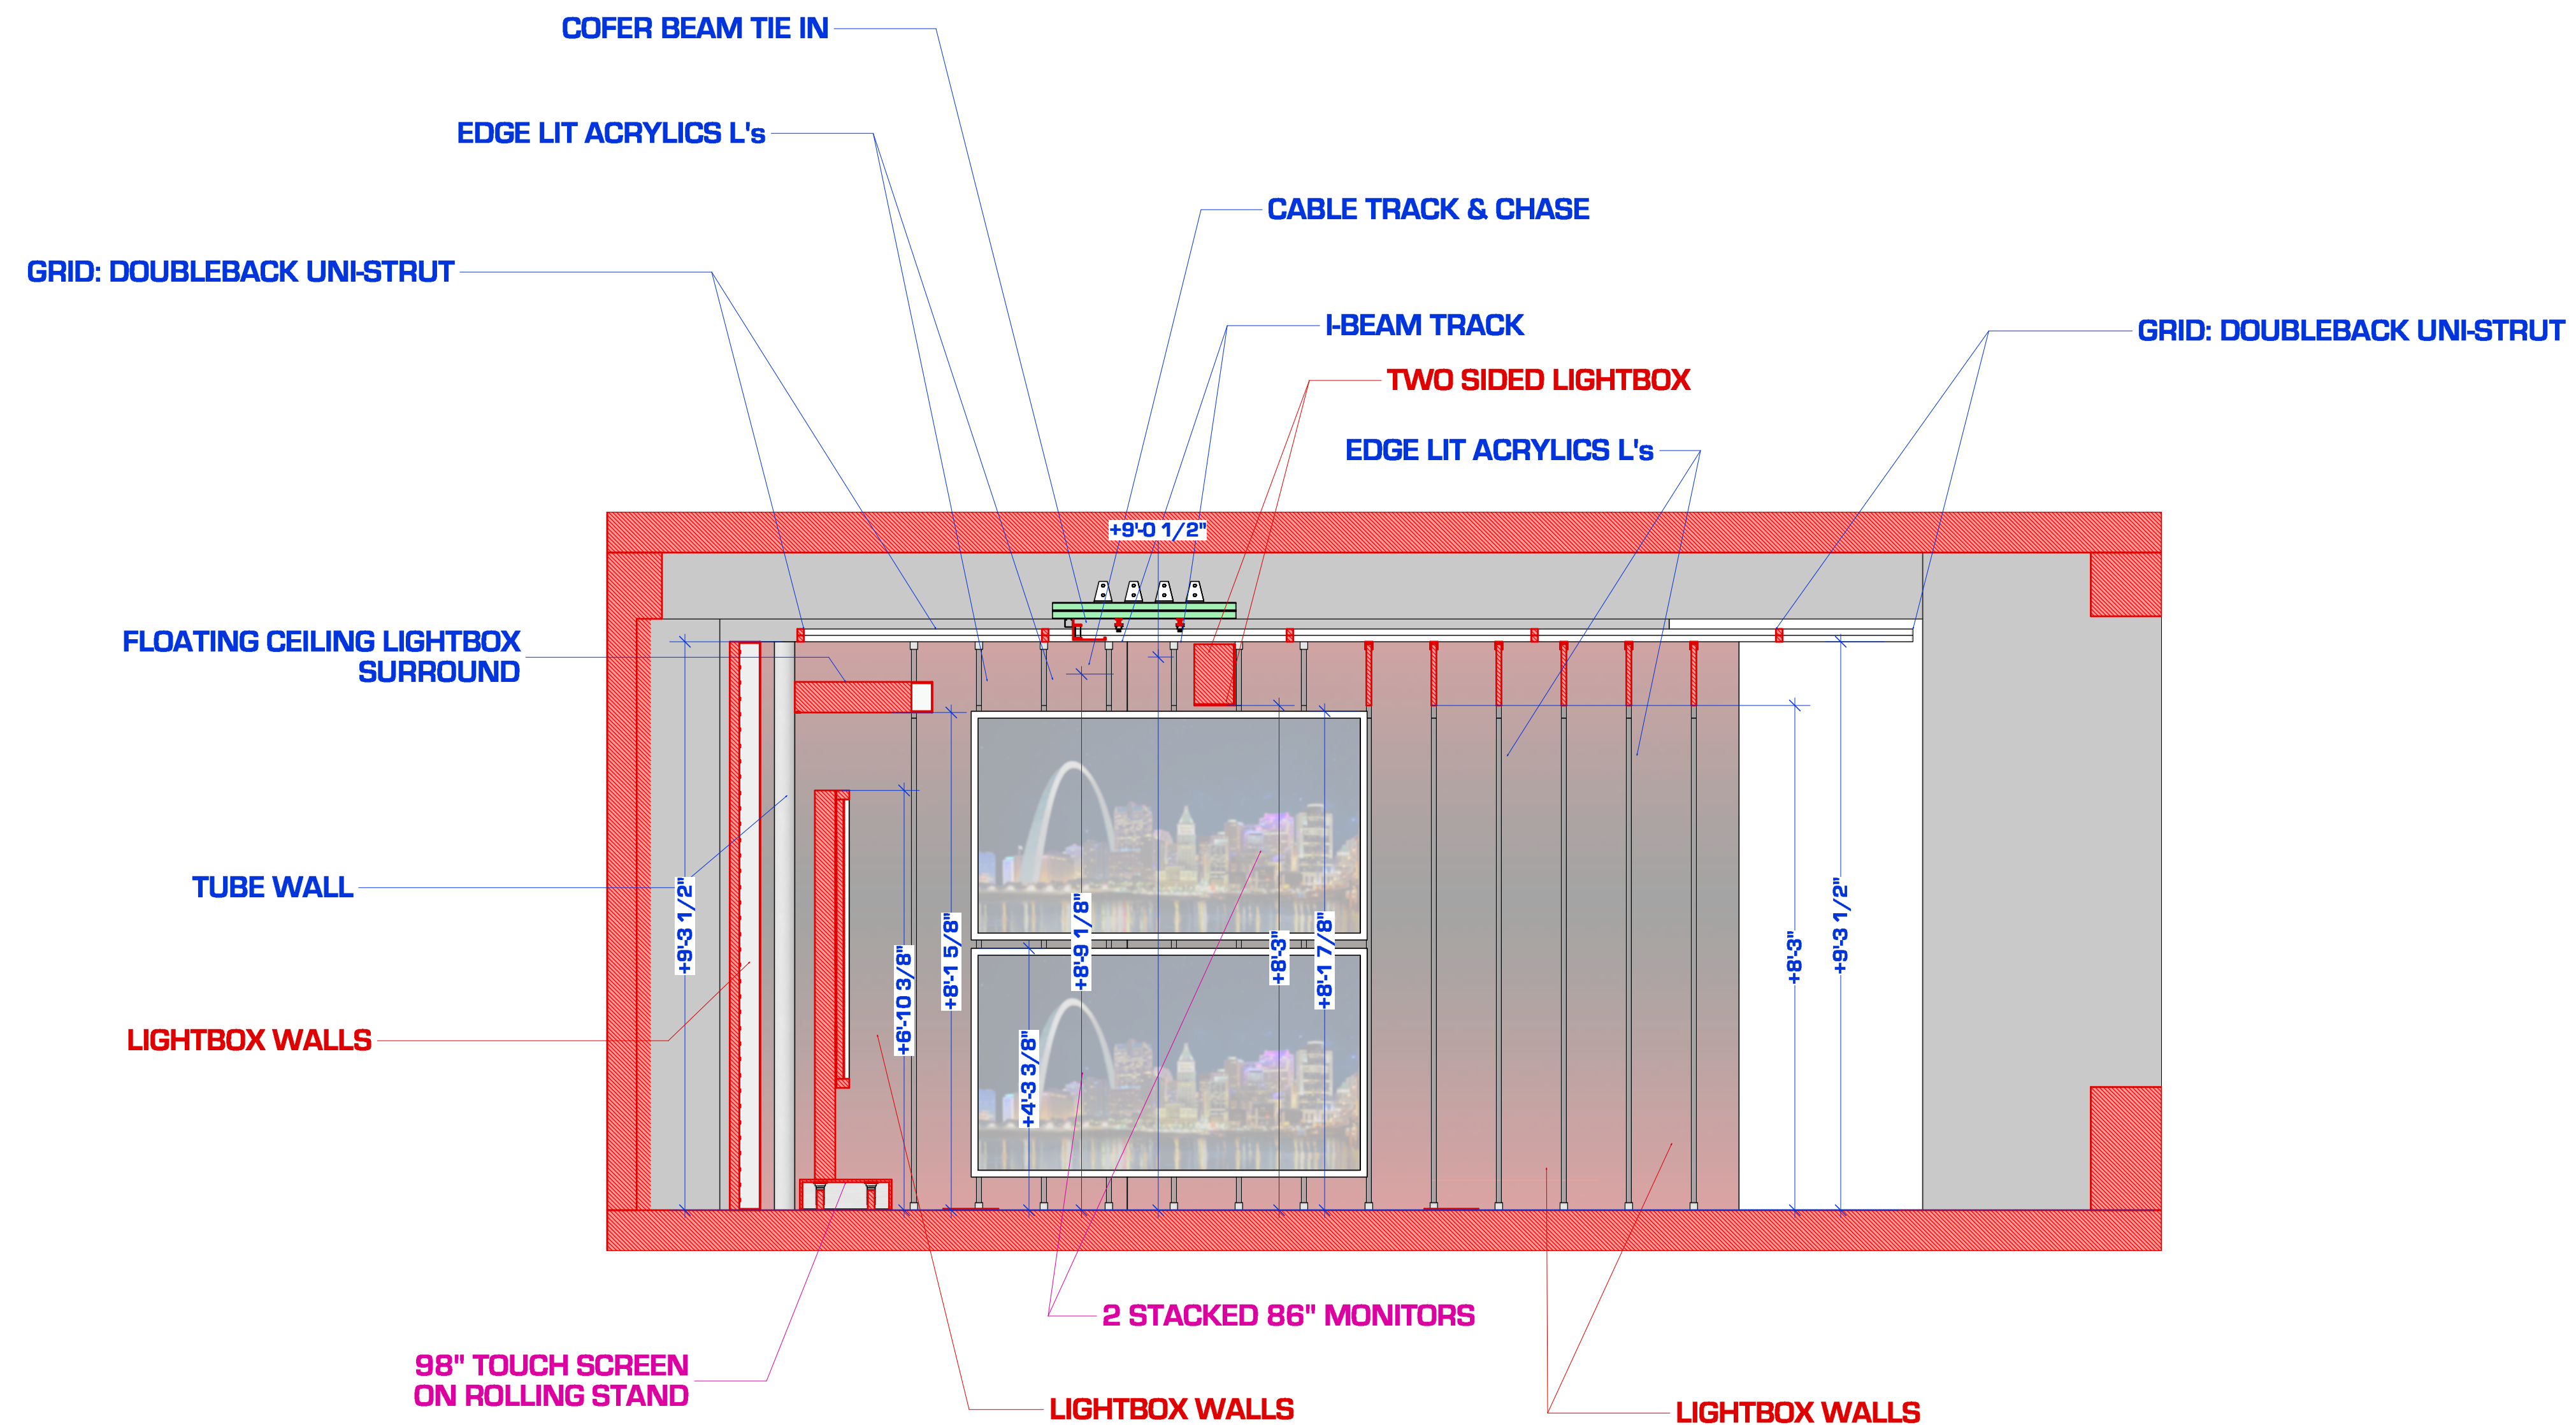 COFER BEAM TIE IN
EDGE LIT ACRYLICS L's
CABLE TRACK & CHASE
GRID: DOUBLEBACK UNI-STRUT
I-BEAM TRACK
GRID: DOUBLEBACK UNI-STRUT
TWO SIDED LIGHTBOX
EDGE LIT ACRYLICS L's
+9'-0 1/2"
FLOATING CEILING LIGHTBOX
SURROUND
TUBE WALL
+9'-3 1/2"
+6'-10 3/8"
+8'-1 5/8"
+4'-3 3/8"
+8'-9 1/8"
+8'-3"
+8'-1 7/8"
+8'-3"
+9'-3 1/2"
LIGHTBOX WALLS
2 STACKED 86" MONITORS
98" TOUCH SCREEN
ON ROLLING STAND
LIGHTBOX WALLS
LIGHTBOX WALLS